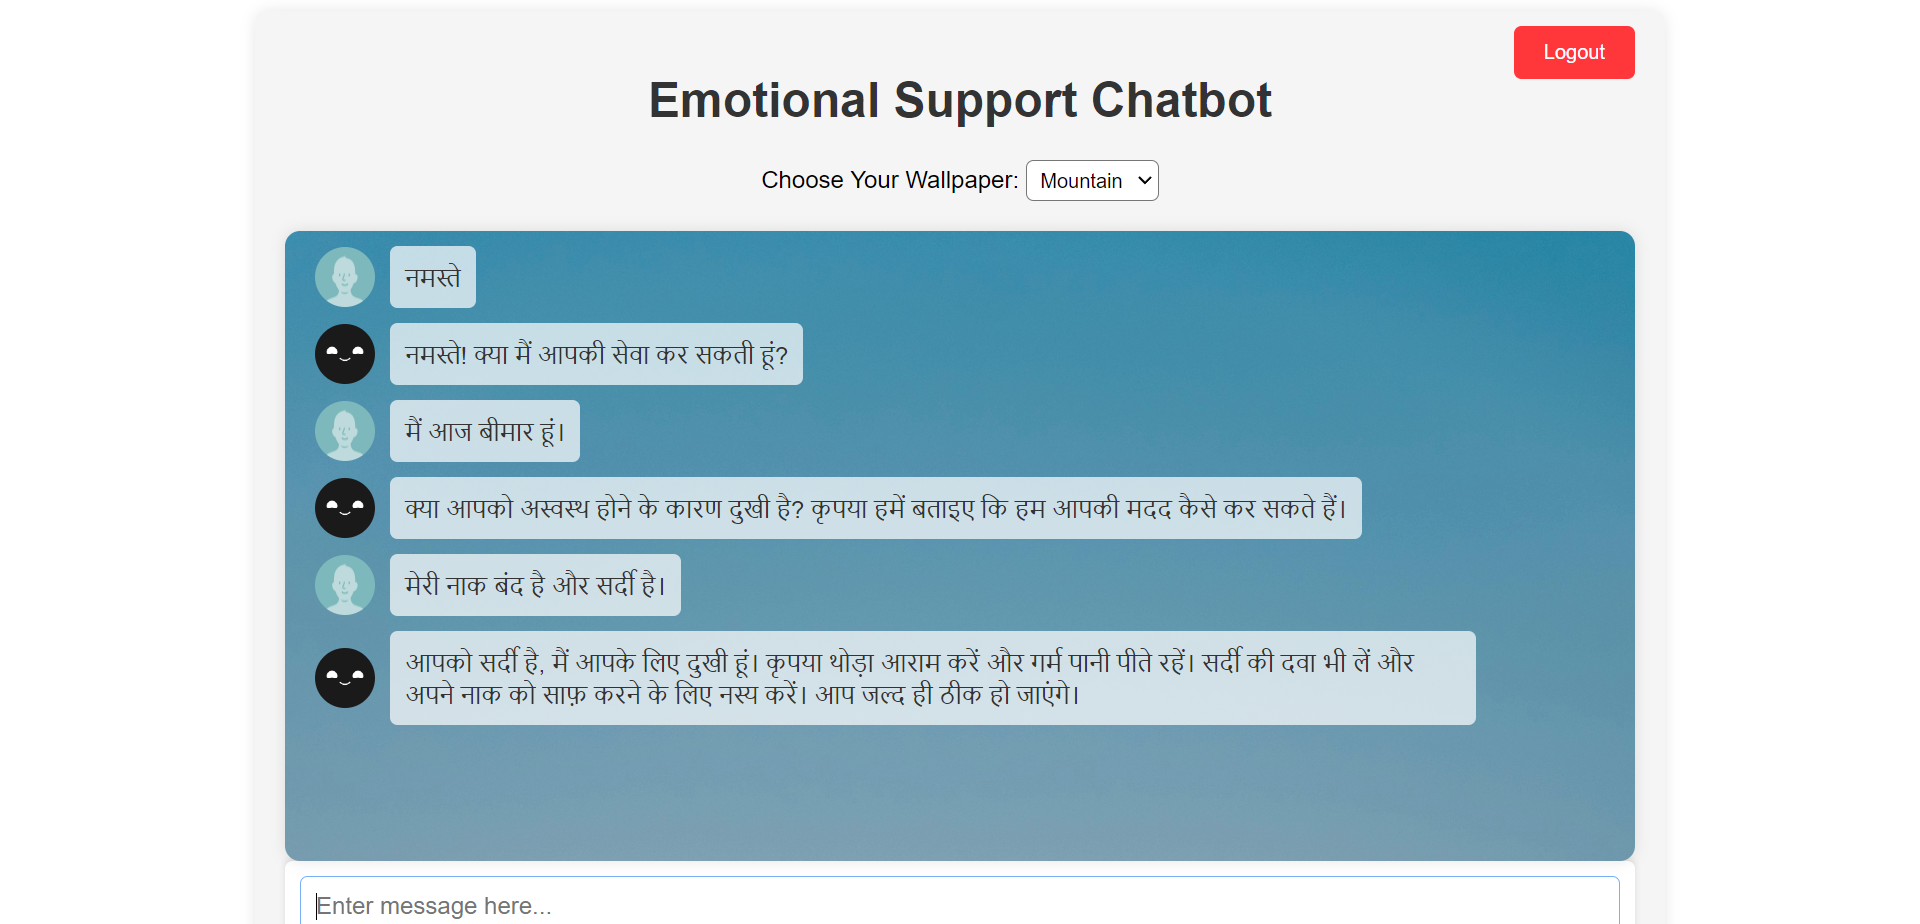 Logout
Emotional Support Chatbot
Choose Your Wallpaper: Mountain
नमस्ते
नमस्ते! क्या मैं आपकी सेवा कर सकती हूं?
मैं आज बीमार हूं।
क्या आपको अस्वस्थ होने के कारण दुखी है? कृपया हमें बताइए कि हम आपकी मदद कैसे कर सकते हैं।
मेरी नाक बंद है और सर्दी है।
आपको सर्दी है, मैं आपके लिए दुखी हूं। कृपया थोड़ा आराम करें और गर्म पानी पीते रहें। सर्दी की दवा भी लें और
अपने नाक को साफ़ करने के लिए नस्य करें। आप जल्द ही ठीक हो जाएंगे।
Enter message here...